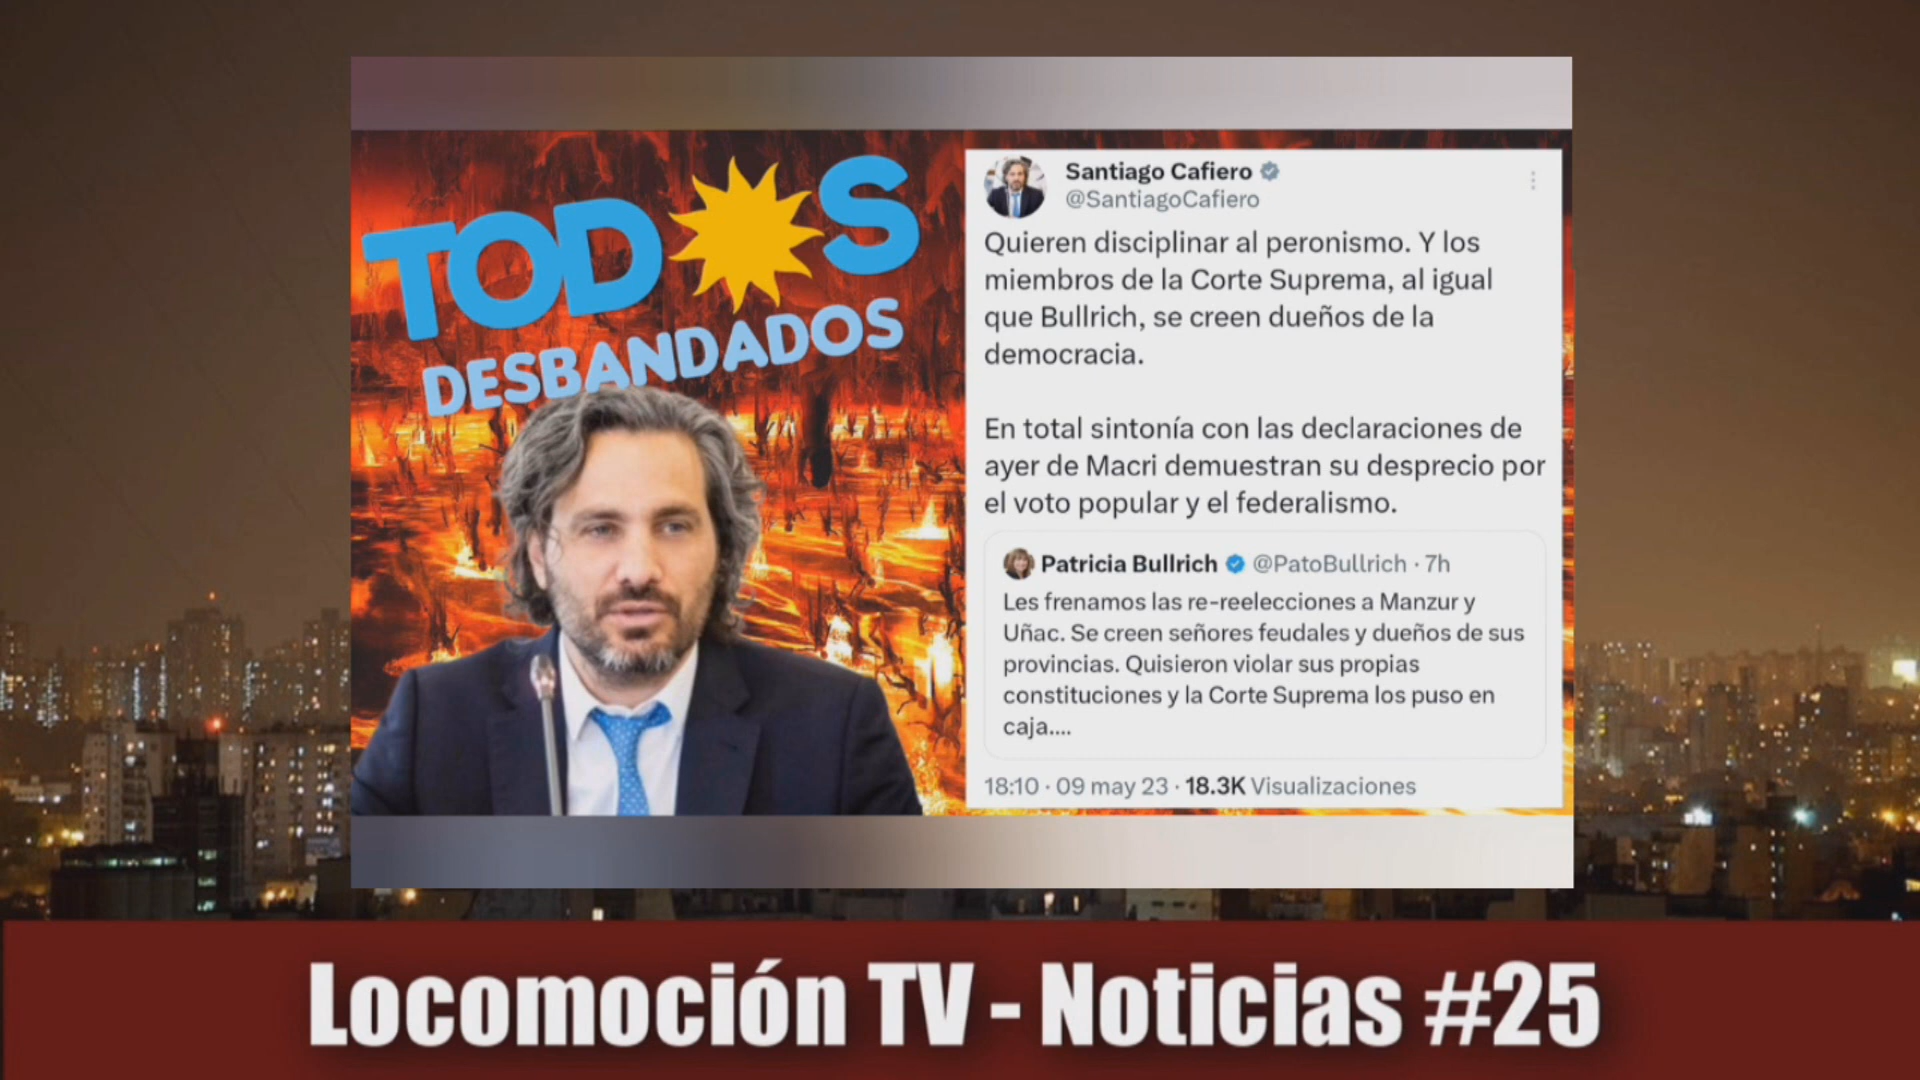 TODOS
DESBANDADOS
Santiago Cafiero
@SantiagoCafiero
Quieren disciplinar al peronismo. Y los
miembros de la Corte Suprema, al igual
que Bullrich, se creen dueños de la
democracia.
En total sintonía con las declaraciones de
ayer de Macri demuestran su desprecio por
el voto popular y el federalismo.
Patricia Bullrich @PatoBullrich · 7h
Les frenamos las re-reelecciones a Manzur y
Uñac. Se creen señores feudales y dueños de sus
provincias. Quisieron violar sus propias
constituciones y la Corte Suprema los puso en
caja....
18:10 · 09 may 23 · 18.3K Visualizaciones
Locomoción TV - Noticias #25